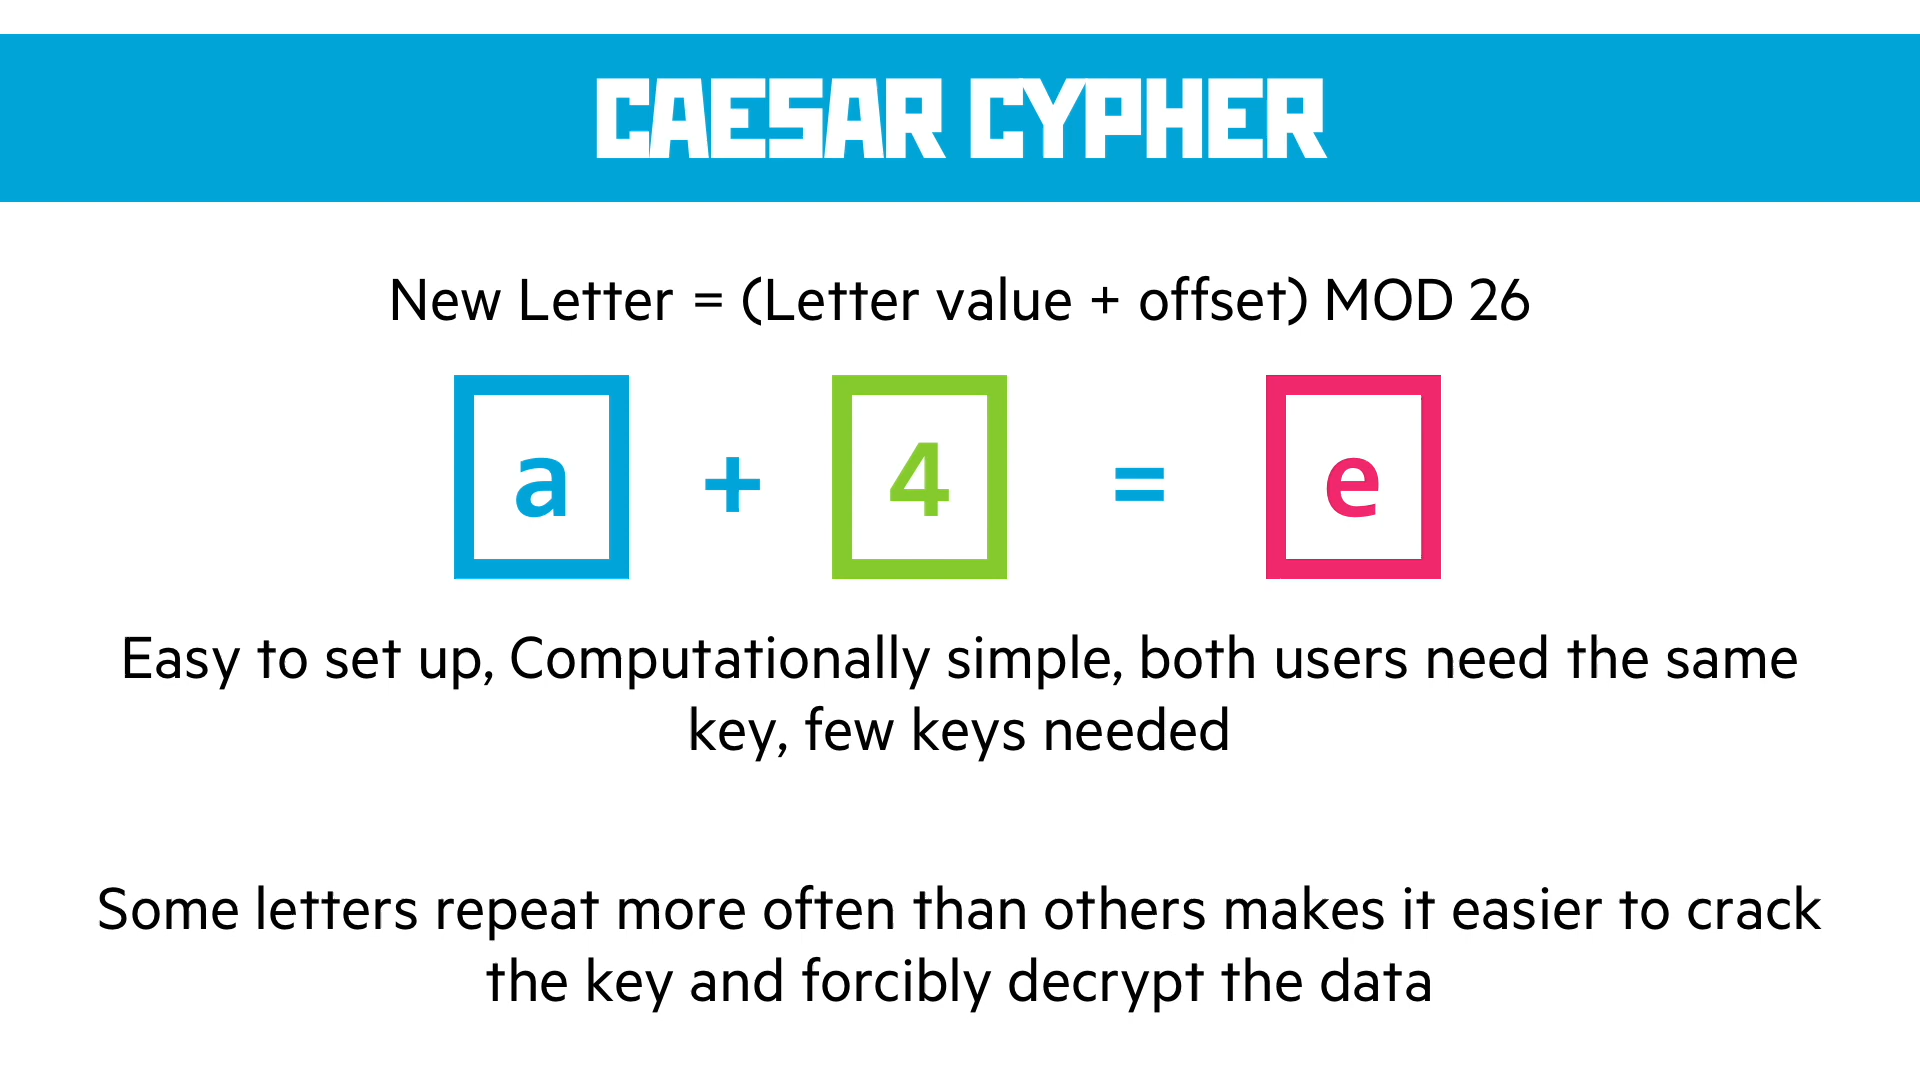 CAESAR CYPHER
New Letter = (Letter value + offset) MOD 26
a + 4 = e
Easy to set up, Computationally simple, both users need the same
key, few keys needed
Some letters repeat more often than others makes it easier to crack
the key and forcibly decrypt the data